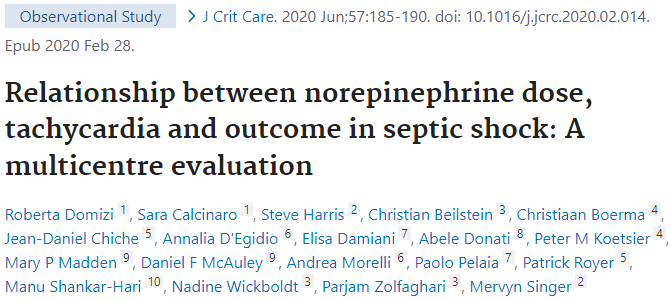 Observational Study > J Crit Care. 2020 Jun;57:185-190. doi: 10.1016/j.jcrc.2020.02.014.
Epub 2020 Feb 28.
Relationship between norepinephrine dose,
tachycardia and outcome in septic shock: A
multicentre evaluation
Roberta Domizi 1, Sara Calcinaro 1, Steve Harris 2, Christian Beilstein 3, Christiaan Boerma 4,
Jean-Daniel Chiche 5, Annalia D'Egidio 6, Elisa Damiani 7, Abele Donati 8, Peter M Koetsier 4,
Mary P Madden 9, Daniel F McAuley 9, Andrea Morelli 6, Paolo Pelaia 7, Patrick Royer 5,
Manu Shankar-Hari 10, Nadine Wickboldt 3, Parjam Zolfaghari 3, Mervyn Singer 2